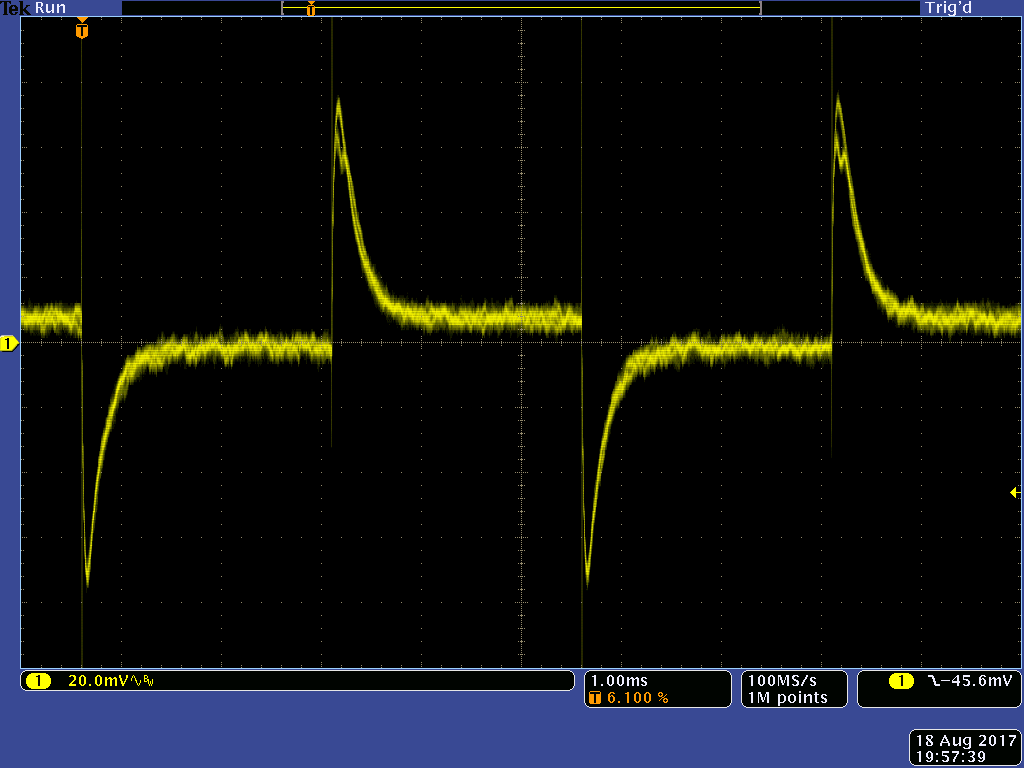 Tek Run Trig'd
T
T
1
1 20.0mV∿BW 1.00ms 100MS/s 1 ↘−45.6mV
T 6.100 % 1M points
18 Aug 2017
19:57:39